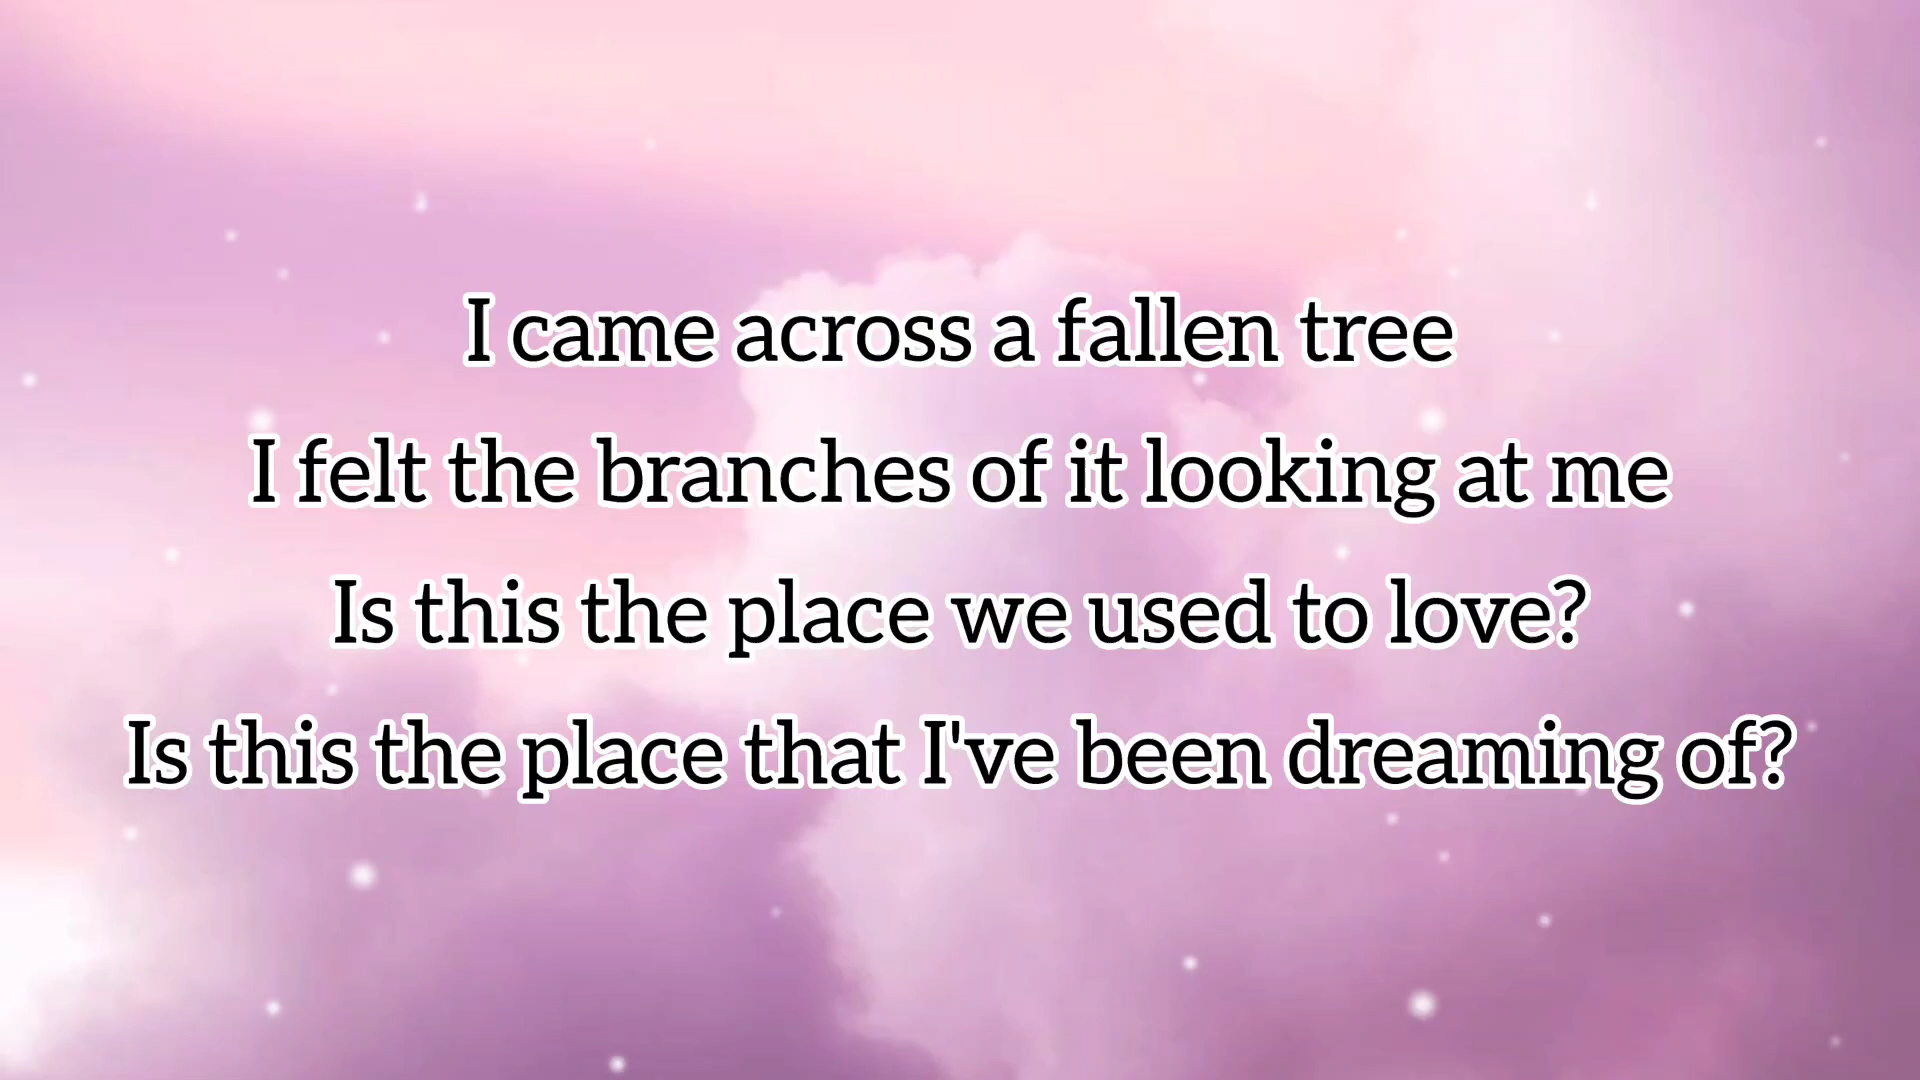 I came across a fallen tree
I felt the branches of it looking at me
Is this the place we used to love?
Is this the place that I've been dreaming of?